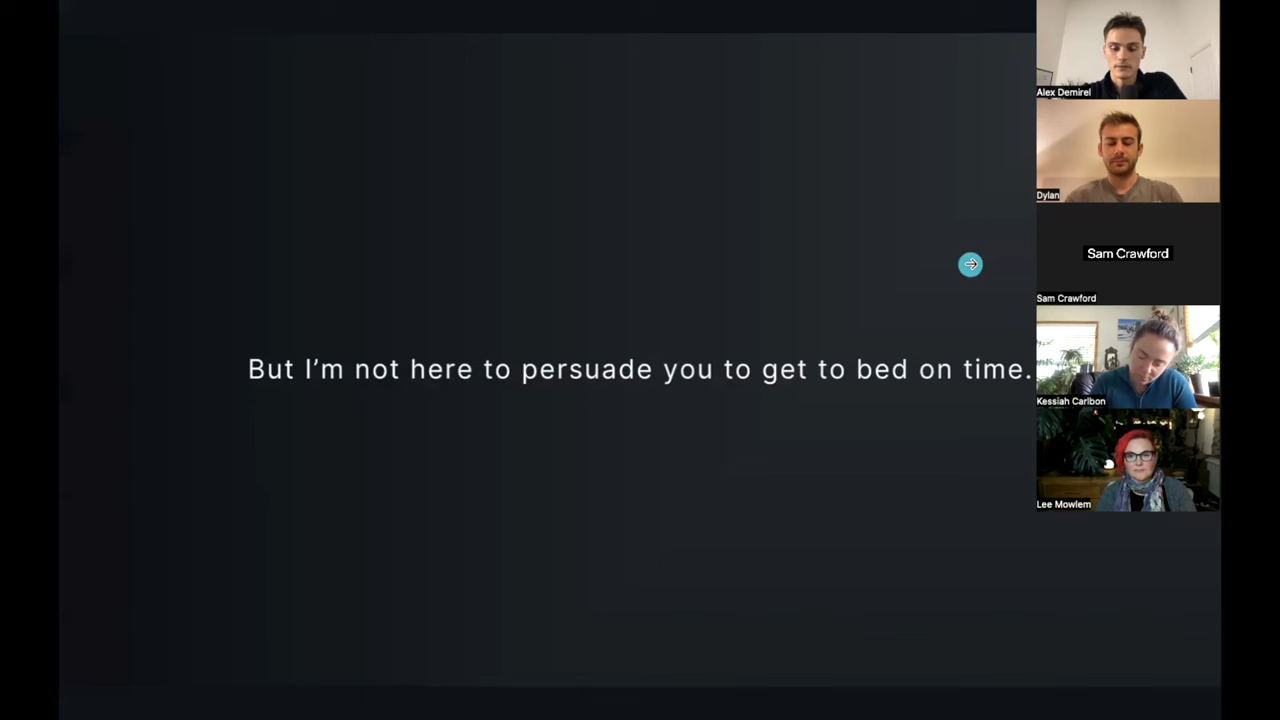 But I’m not here to persuade you to get to bed on time.
Alex Demirel
Dylan
Sam Crawford
Sam Crawford
Kessiah Carlbon
Lee Mowlem